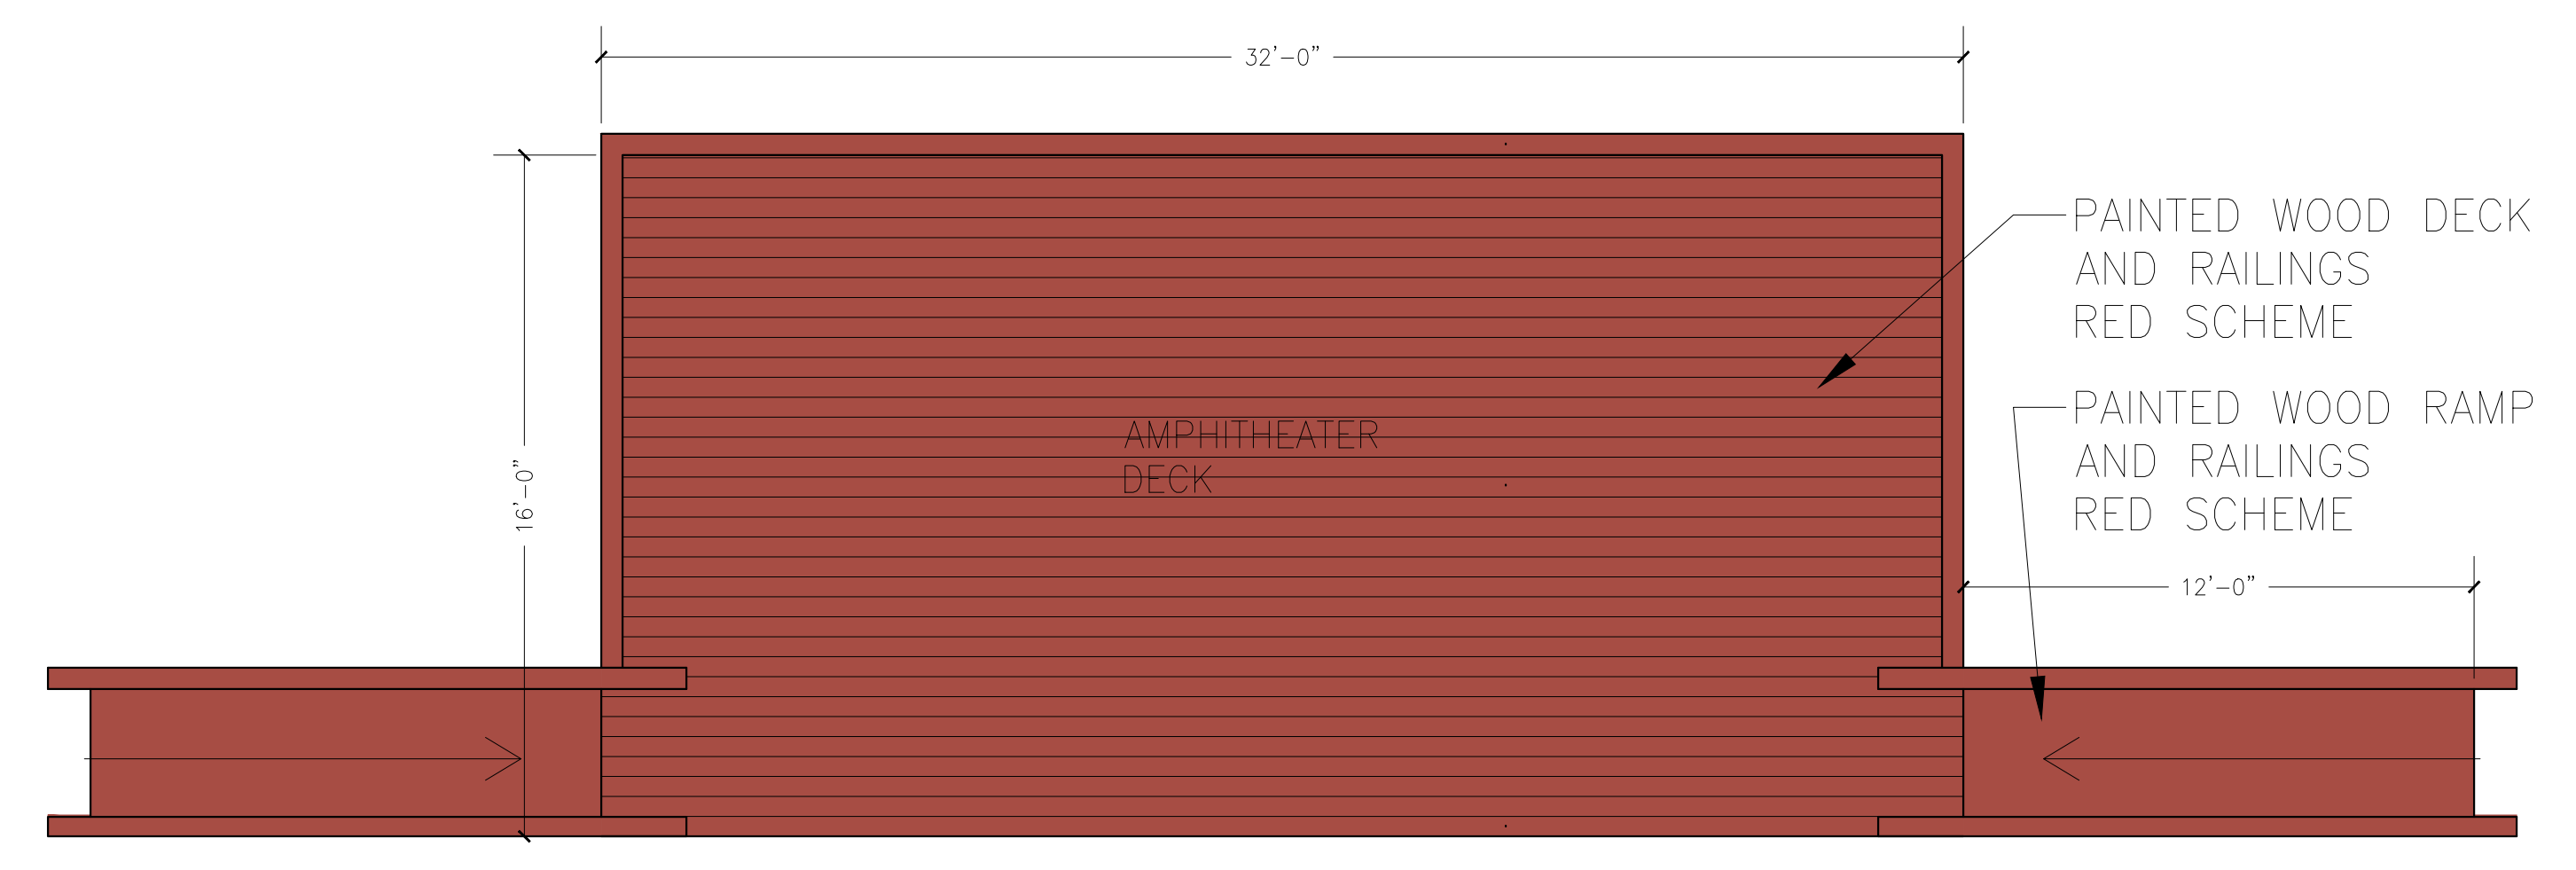 32'-0"
PAINTED WOOD DECK
AND RAILINGS
RED SCHEME
PAINTED WOOD RAMP
AND RAILINGS
RED SCHEME
AMPHITHEATER
DECK
16'-0"
12'-0"